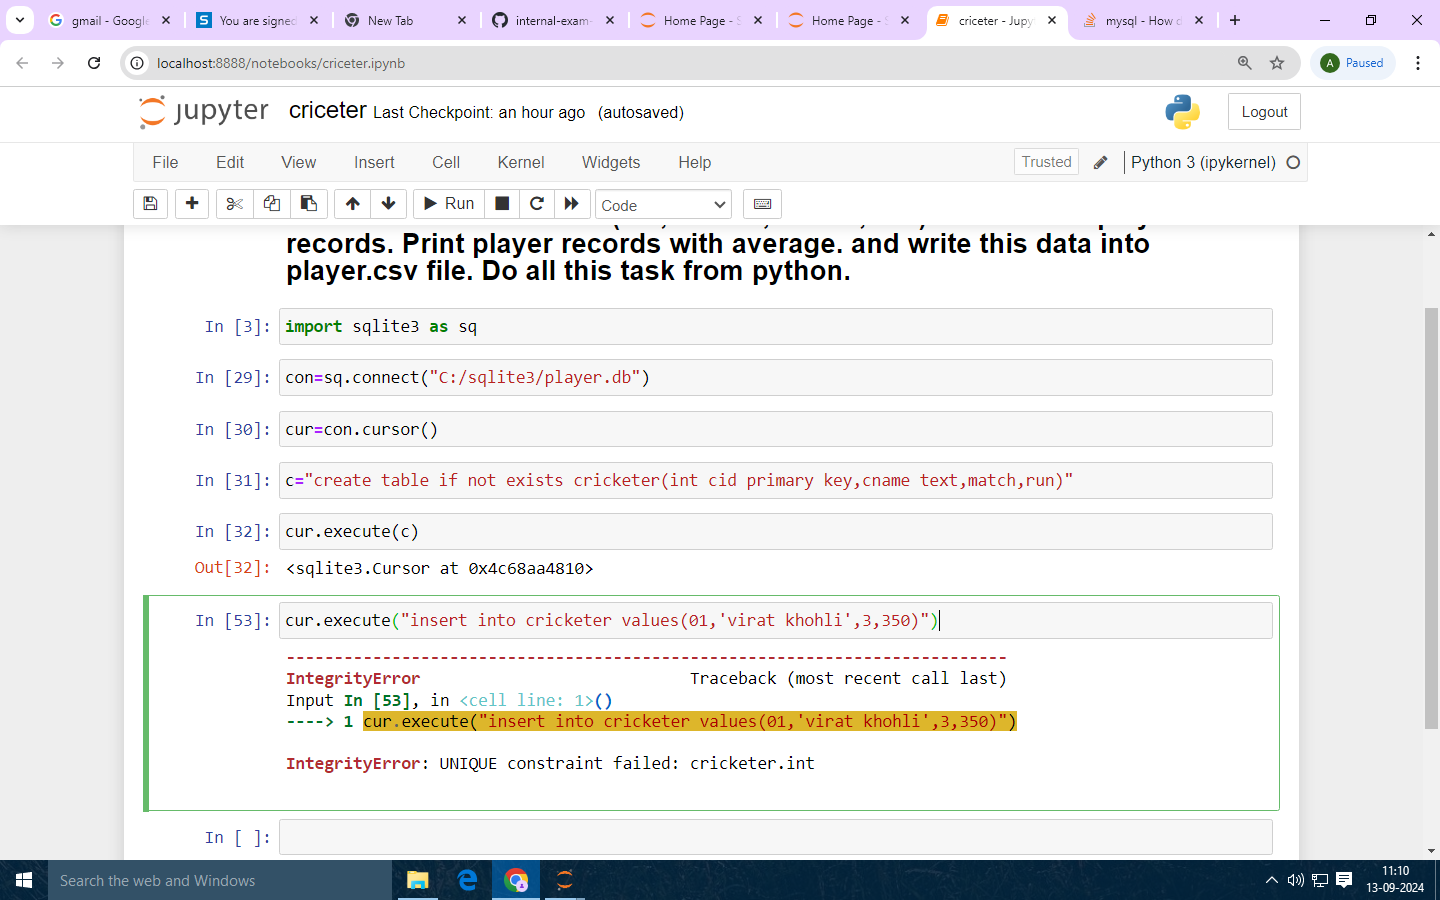 gmail - Google
You are signed
New Tab
internal-exam-
Home Page - S
Home Page - S
criceter - Jupy
mysql - How d
localhost:8888/notebooks/criceter.ipynb
A Paused
jupyter criceter Last Checkpoint: an hour ago (autosaved)
Logout
File Edit View Insert Cell Kernel Widgets Help
Trusted Python 3 (ipykernel)
Run Code
records. Print player records with average. and write this data into
player.csv file. Do all this task from python.
In [3]: import sqlite3 as sq
In [29]: con=sq.connect("C:/sqlite3/player.db")
In [30]: cur=con.cursor()
In [31]: c="create table if not exists cricketer(int cid primary key,cname text,match,run)"
In [32]: cur.execute(c)
Out[32]: <sqlite3.Cursor at 0x4c68aa4810>
In [53]: cur.execute("insert into cricketer values(01,'virat khohli',3,350)")
---------------------------------------------------------------------------
IntegrityError Traceback (most recent call last)
Input In [53], in <cell line: 1>()
----> 1 cur.execute("insert into cricketer values(01,'virat khohli',3,350)")
IntegrityError: UNIQUE constraint failed: cricketer.int
In [ ]:
Search the web and Windows
11:10
13-09-2024